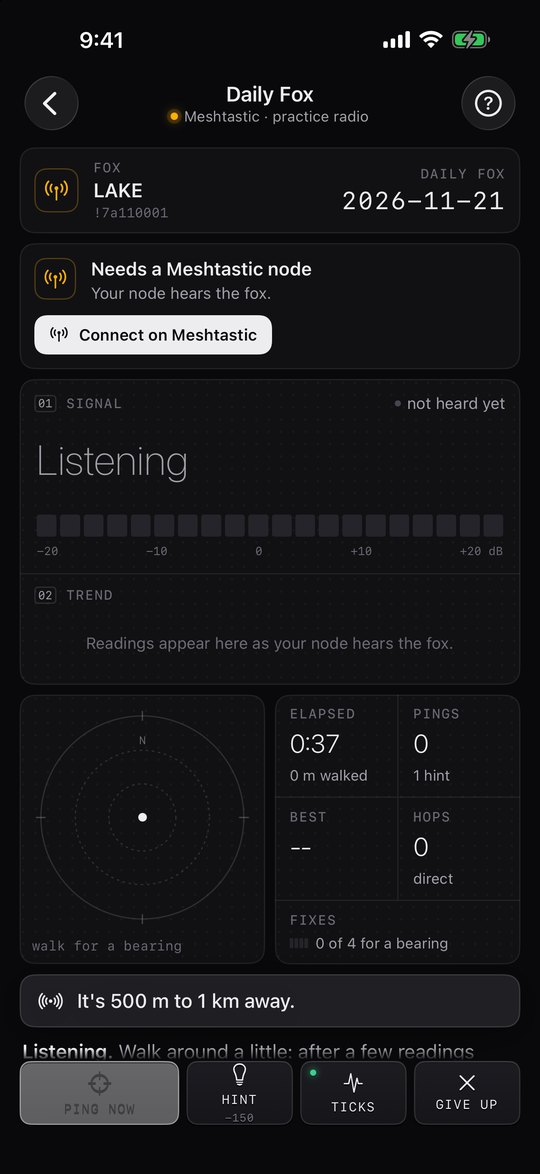 9:41
Daily Fox
Meshtastic · practice radio
FOX
LAKE
!7a110001
DAILY FOX
2026-11-21
Needs a Meshtastic node
Your node hears the fox.
Connect on Meshtastic
01 SIGNAL
not heard yet
Listening
-20 -10 0 +10 +20 dB
02 TREND
Readings appear here as your node hears the fox.
N
walk for a bearing
ELAPSED
0:37
0 m walked
PINGS
0
1 hint
BEST
--
HOPS
0
direct
FIXES
0 of 4 for a bearing
It's 500 m to 1 km away.
Listening. Walk around a little: after a few readings
PING NOW
HINT
-150
TICKS
GIVE UP